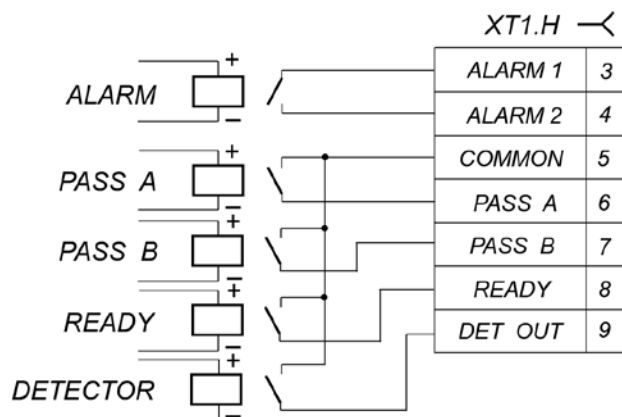 XT1.H
ALARM 1 3
ALARM 2 4
COMMON 5
PASS A 6
PASS B 7
READY 8
DET OUT 9
+
ALARM
–
+
PASS A
–
+
PASS B
–
+
READY
–
+
DETECTOR
–